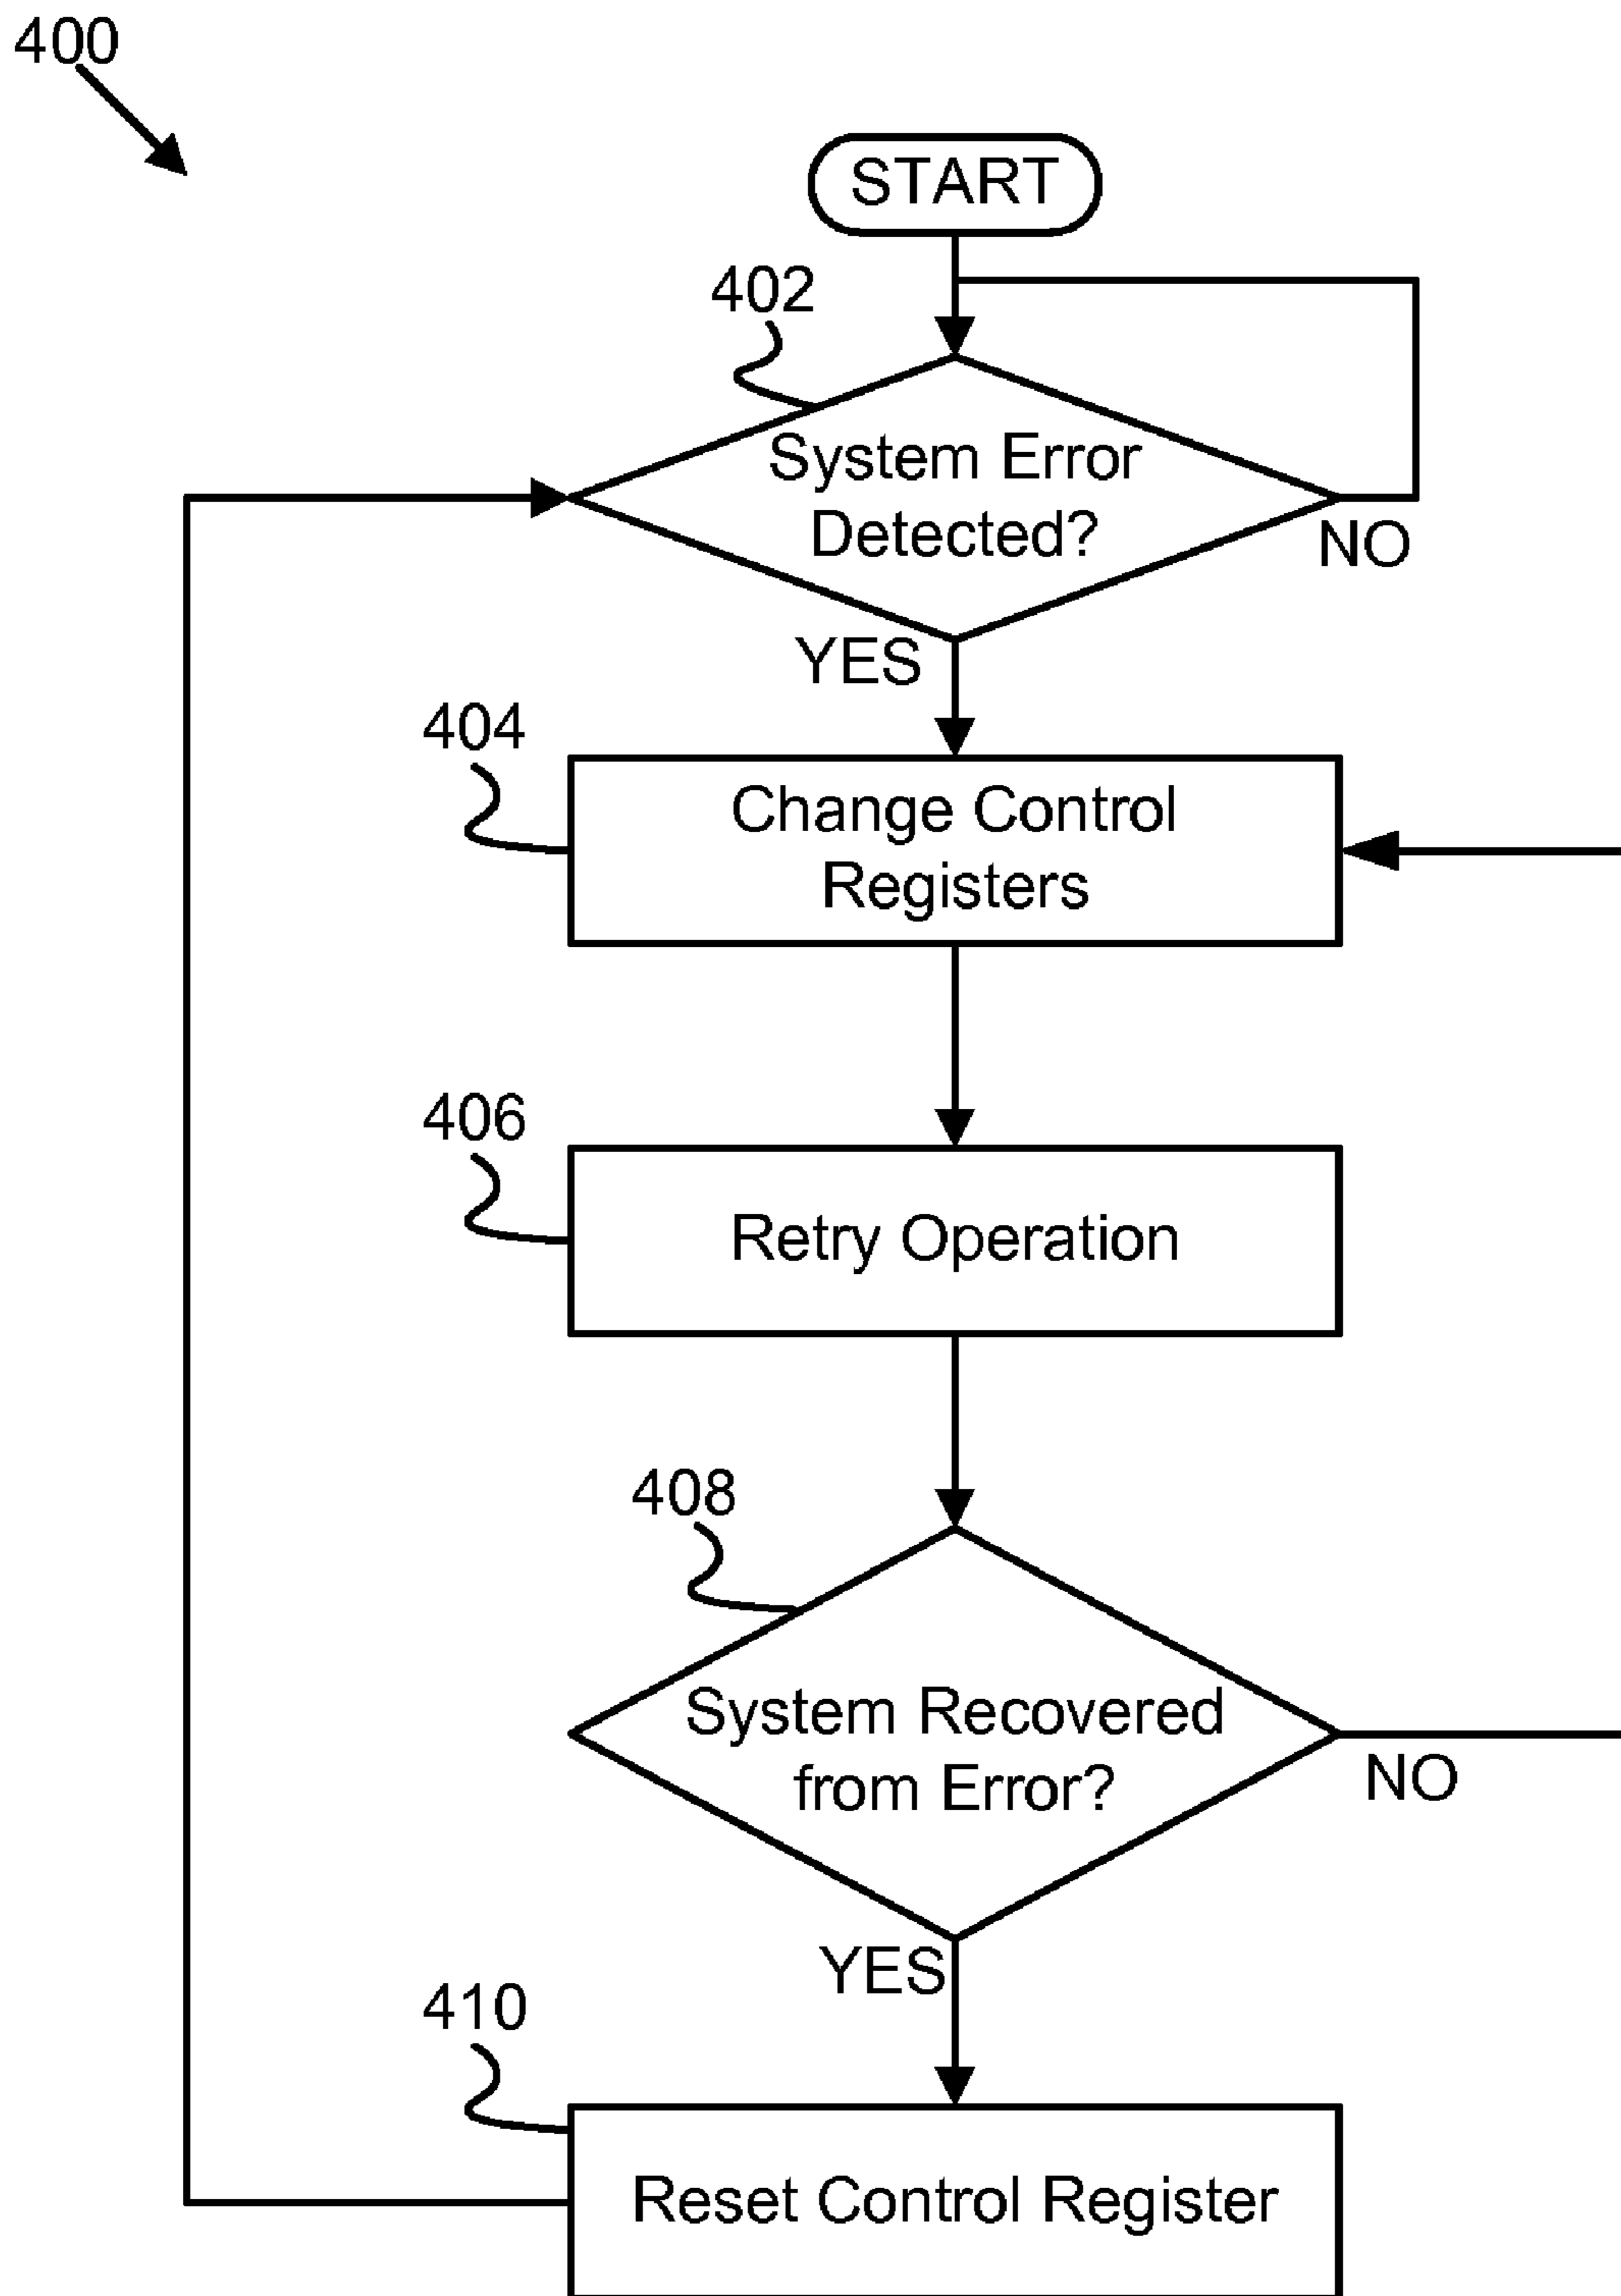 400
START
402
System Error
Detected?
NO
YES
404
Change Control
Registers
406
Retry Operation
408
System Recovered
from Error?
NO
YES
410
Reset Control Register